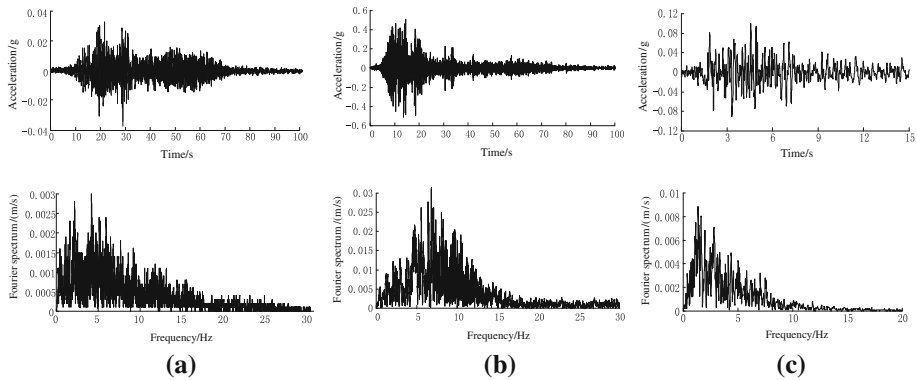 Acceleration/g
0.04
0.02
0
−0.02
−0.04
0 10 20 30 40 50 60 70 80 90 100
Time/s
Acceleration/g
0.6
0.4
0.2
0
−0.2
−0.4
−0.6
0 10 20 30 40 50 60 70 80 90 100
Time/s
Acceleration/g
0.12
0.08
0.04
0.00
−0.04
−0.08
−0.12
0 3 6 9 12 15
Time/s
Fourier spectrum/(m/s)
0.003
0.0025
0.002
0.0015
0.001
0.0005
0
0 5 10 15 20 25 30
Frequency/Hz
Fourier spectrum/(m/s)
0.03
0.025
0.02
0.015
0.01
0.005
0
0 5 10 15 20 25 30
Frequency/Hz
Fourier spectrum/(m/s)
0.01
0.008
0.006
0.004
0.002
0
0 5 10 15 20
Frequency/Hz
(a)
(b)
(c)